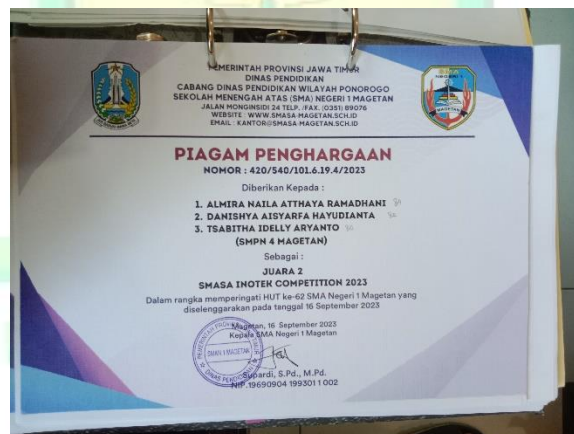 PEMERINTAH PROVINSI JAWA TIMUR
DINAS PENDIDIKAN
CABANG DINAS PENDIDIKAN WILAYAH PONOROGO
SEKOLAH MENENGAH ATAS (SMA) NEGERI 1 MAGETAN
JALAN MONGINSIDI 24 TELP. /FAX. (0351) 89076
WEBSITE : WWW.SMASA-MAGETAN.SCH.ID
EMAIL : KANTOR@SMASA-MAGETAN.SCH.ID
PIAGAM PENGHARGAAN
NOMOR : 420/540/101.6.19.4/2023
Diberikan Kepada :
1. ALMIRA NAILA ATTHAYA RAMADHANI
2. DANISHYA AISYARFA HAYUDIANTA
3. TSABITHA IDELLY ARYANTO
(SMPN 4 MAGETAN)
Sebagai :
JUARA 2
SMASA INOTEK COMPETITION 2023
Dalam rangka memperingati HUT ke-62 SMA Negeri 1 Magetan yang
diselenggarakan pada tanggal 16 September 2023
Magetan, 16 September 2023
Kepala SMA Negeri 1 Magetan
SMAN 1 MAGETAN
Supardi, S.Pd., M.Pd.
NIP.19690904 199301 1 002